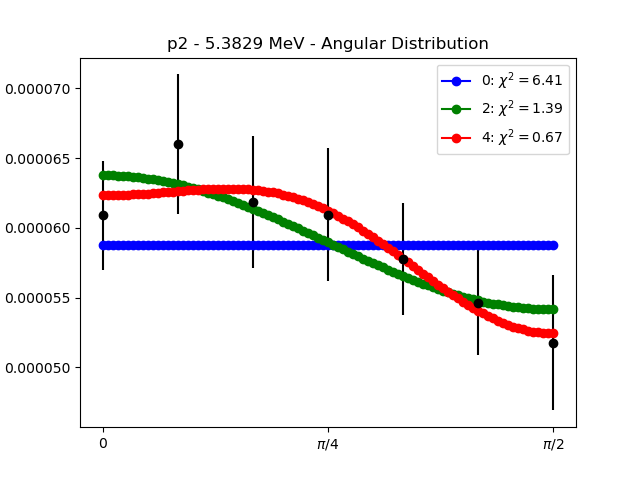 p2 - 5.3829 MeV - Angular Distribution
0: χ² = 6.41
2: χ² = 1.39
4: χ² = 0.67
0.000070
0.000065
0.000060
0.000055
0.000050
0
π/4
π/2